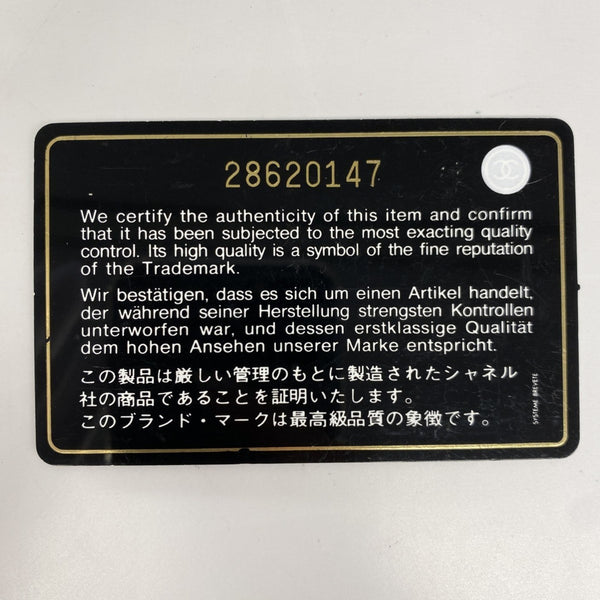 28620147
We certify the authenticity of this item and confirm
that it has been subjected to the most exacting quality
control. Its high quality is a symbol of the fine reputation
of the Trademark.
Wir bestätigen, dass es sich um einen Artikel handelt,
der während seiner Herstellung strengsten Kontrollen
unterworfen war, und dessen erstklassige Qualität
dem hohen Ansehen unserer Marke entspricht.
この製品は厳しい管理のもとに製造されたシャネル
社の商品であることを証明いたします。
このブランド・マークは最高級品質の象徴です。
SYSTEME BREVETE